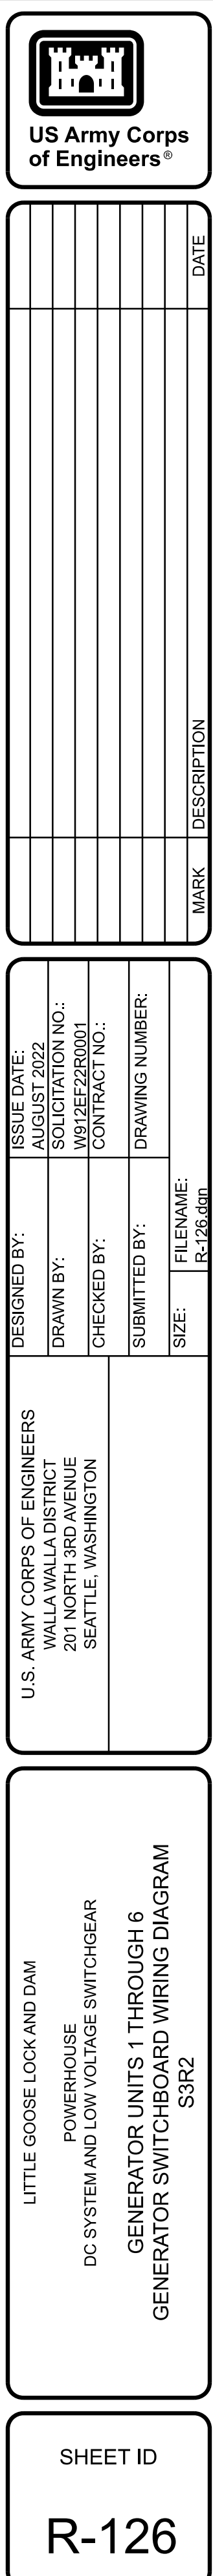 US Army Corps
of Engineers®
DATE
DESCRIPTION
MARK
ISSUE DATE:
AUGUST 2022
SOLICITATION NO.:
W912EF22R0001
CONTRACT NO.:
DRAWING NUMBER:
DESIGNED BY:
DRAWN BY:
CHECKED BY:
SUBMITTED BY:
FILENAME:
R-126.dgn
SIZE:
U.S. ARMY CORPS OF ENGINEERS
WALLA WALLA DISTRICT
201 NORTH 3RD AVENUE
SEATTLE, WASHINGTON
LITTLE GOOSE LOCK AND DAM
POWERHOUSE
DC SYSTEM AND LOW VOLTAGE SWITCHGEAR
GENERATOR UNITS 1 THROUGH 6
GENERATOR SWITCHBOARD WIRING DIAGRAM
S3R2
SHEET ID
R-126